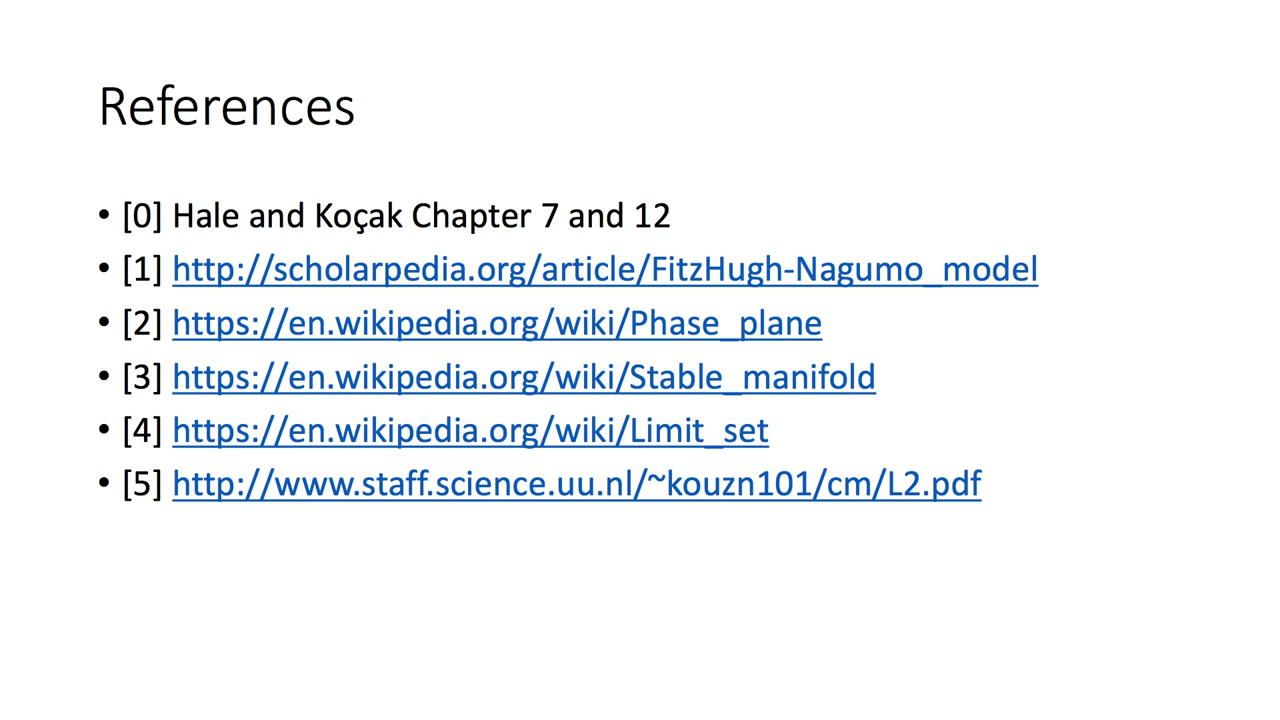 References
• [0] Hale and Koçak Chapter 7 and 12
• [1] http://scholarpedia.org/article/FitzHugh-Nagumo_model
• [2] https://en.wikipedia.org/wiki/Phase_plane
• [3] https://en.wikipedia.org/wiki/Stable_manifold
• [4] https://en.wikipedia.org/wiki/Limit_set
• [5] http://www.staff.science.uu.nl/~kouzn101/cm/L2.pdf